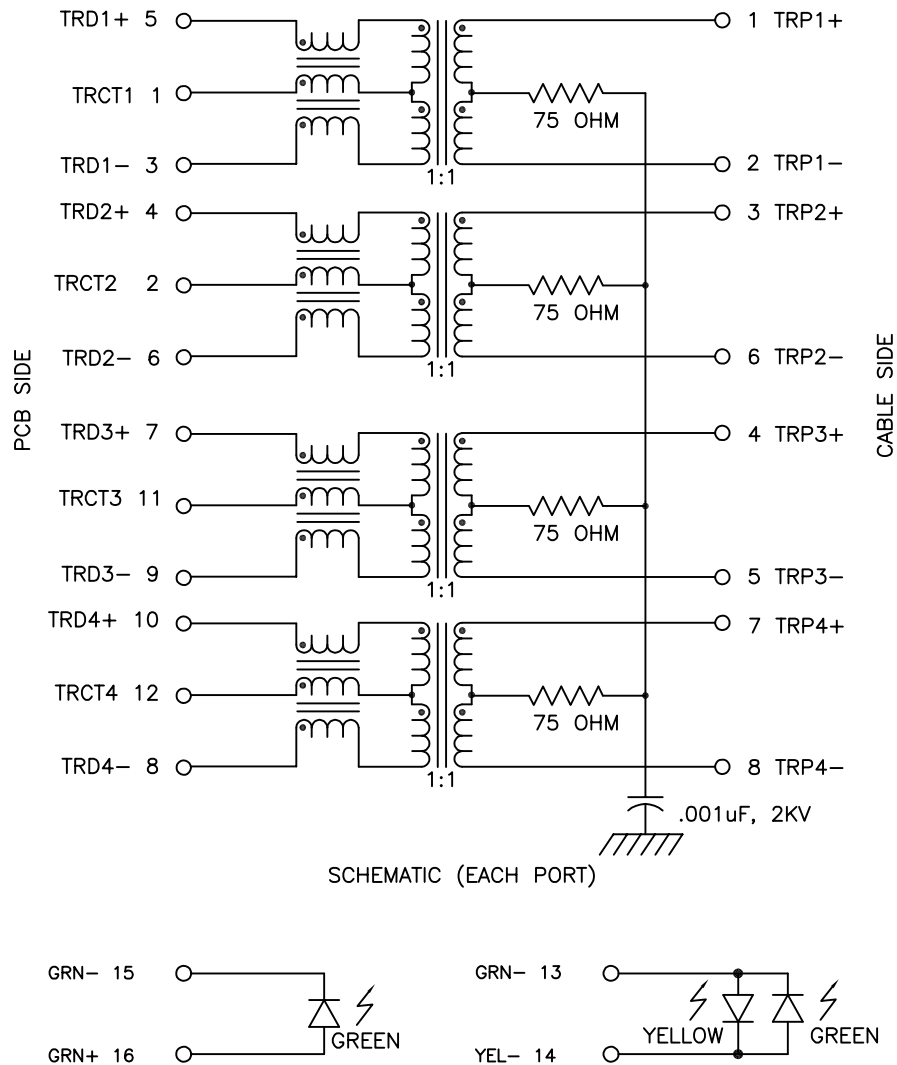 TRD1+ 5
1 TRP1+
TRCT1 1
75 OHM
TRD1- 3
2 TRP1-
1:1
TRD2+ 4
3 TRP2+
TRCT2 2
75 OHM
TRD2- 6
6 TRP2-
1:1
PCB SIDE
CABLE SIDE
TRD3+ 7
4 TRP3+
TRCT3 11
75 OHM
TRD3- 9
5 TRP3-
1:1
TRD4+ 10
7 TRP4+
TRCT4 12
75 OHM
TRD4- 8
8 TRP4-
1:1
.001uF, 2KV
SCHEMATIC (EACH PORT)
GRN- 15
GREEN
GRN+ 16
GRN- 13
YELLOW
GREEN
YEL- 14